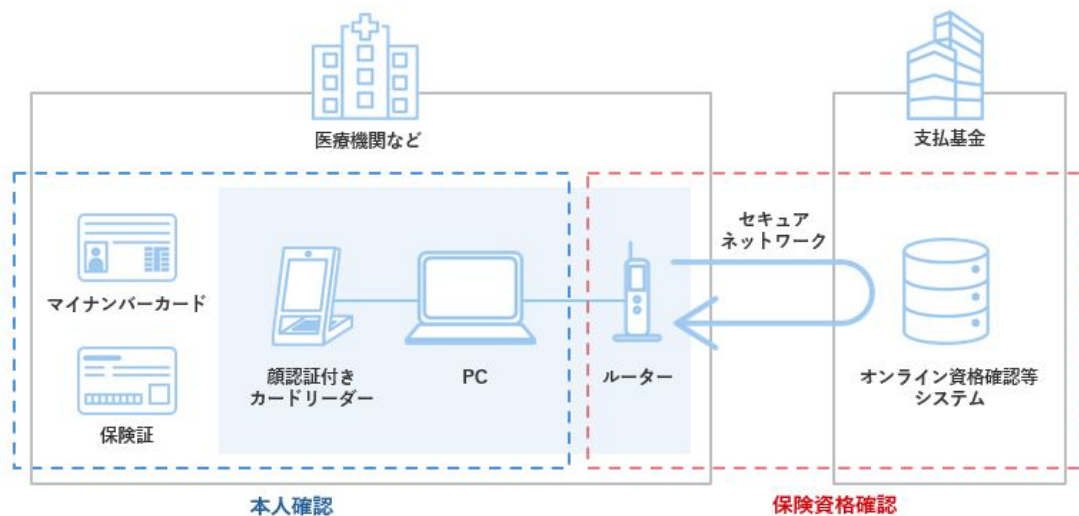 医療機関など
支払基金
セキュア
ネットワーク
マイナンバーカード
顔認証付き
カードリーダー
PC
ルーター
オンライン資格確認等
システム
保険証
本人確認
保険資格確認